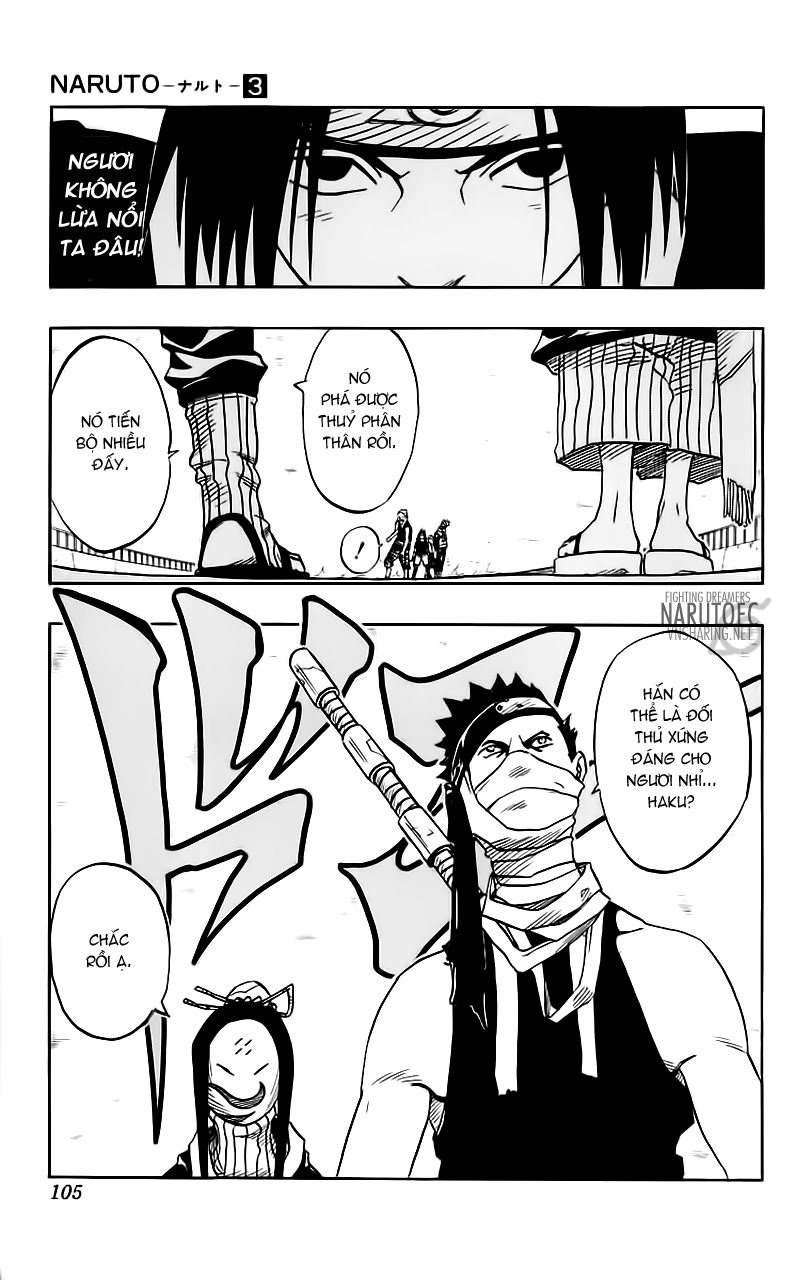 NARUTO -ナルト- 3
NGƯƠI
KHÔNG
LỪA NỔI
TA ĐÂU!
NÓ
PHÁ ĐƯỢC
THUỶ PHÂN
THÂN RỒI.
NÓ TIẾN
BỘ NHIỀU
ĐẤY.
!
FIGHTING DREAMERS
NARUTOFC
VNSHARING.NET
HẮN CÓ
THỂ LÀ ĐỐI
THỦ XỨNG
ĐÁNG CHO
NGƯƠI NHỈ...
HAKU?
CHẮC
RỒI Ạ.
105